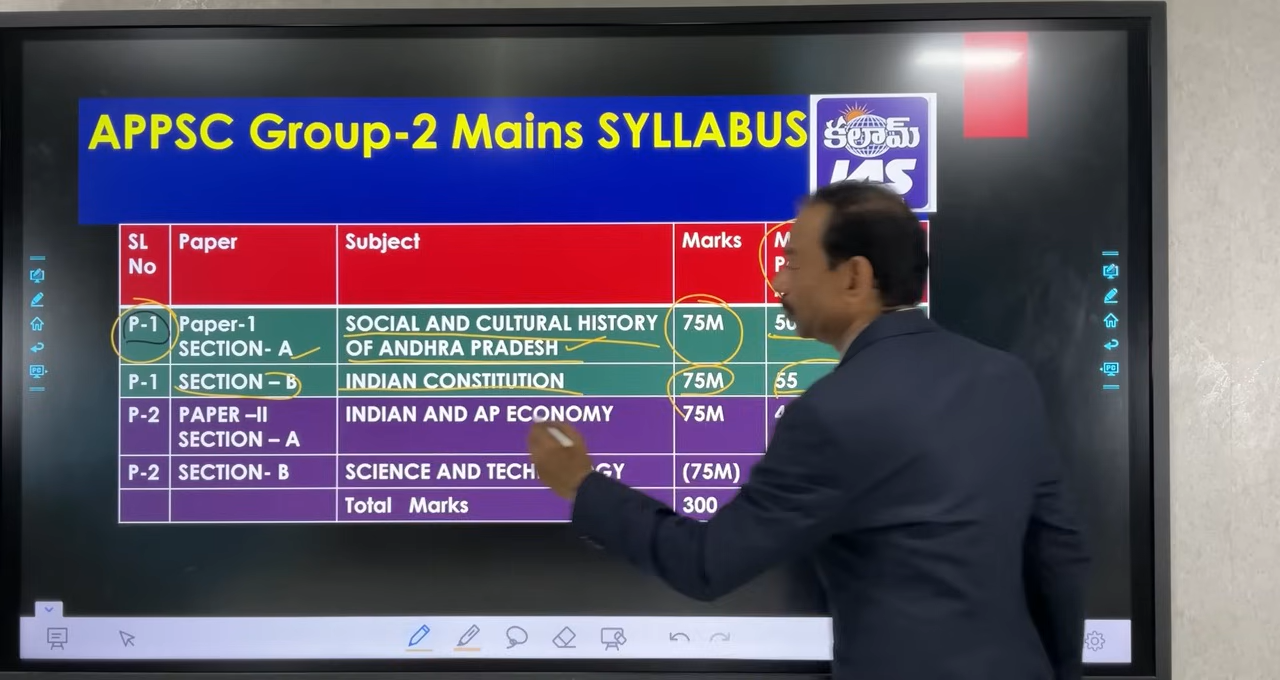 APPSC Group-2 Mains SYLLABUS
కలామ్
IAS
SL No Paper Subject Marks
P-1 Paper-1 SECTION- A SOCIAL AND CULTURAL HISTORY OF ANDHRA PRADESH 75M
P-1 SECTION – B INDIAN CONSTITUTION 75M 55
P-2 PAPER –II SECTION – A INDIAN AND AP ECONOMY 75M
P-2 SECTION- B SCIENCE AND (75M)
Total Marks 300